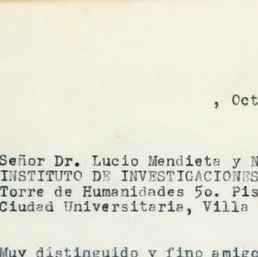 , Oct
Señor Dr. Lucio Mendieta y N
INSTITUTO DE INVESTIGACIONES
Torre de Humanidades 5o. Pis
Ciudad Universitaria, Villa
Muy distinguido y fino amigo